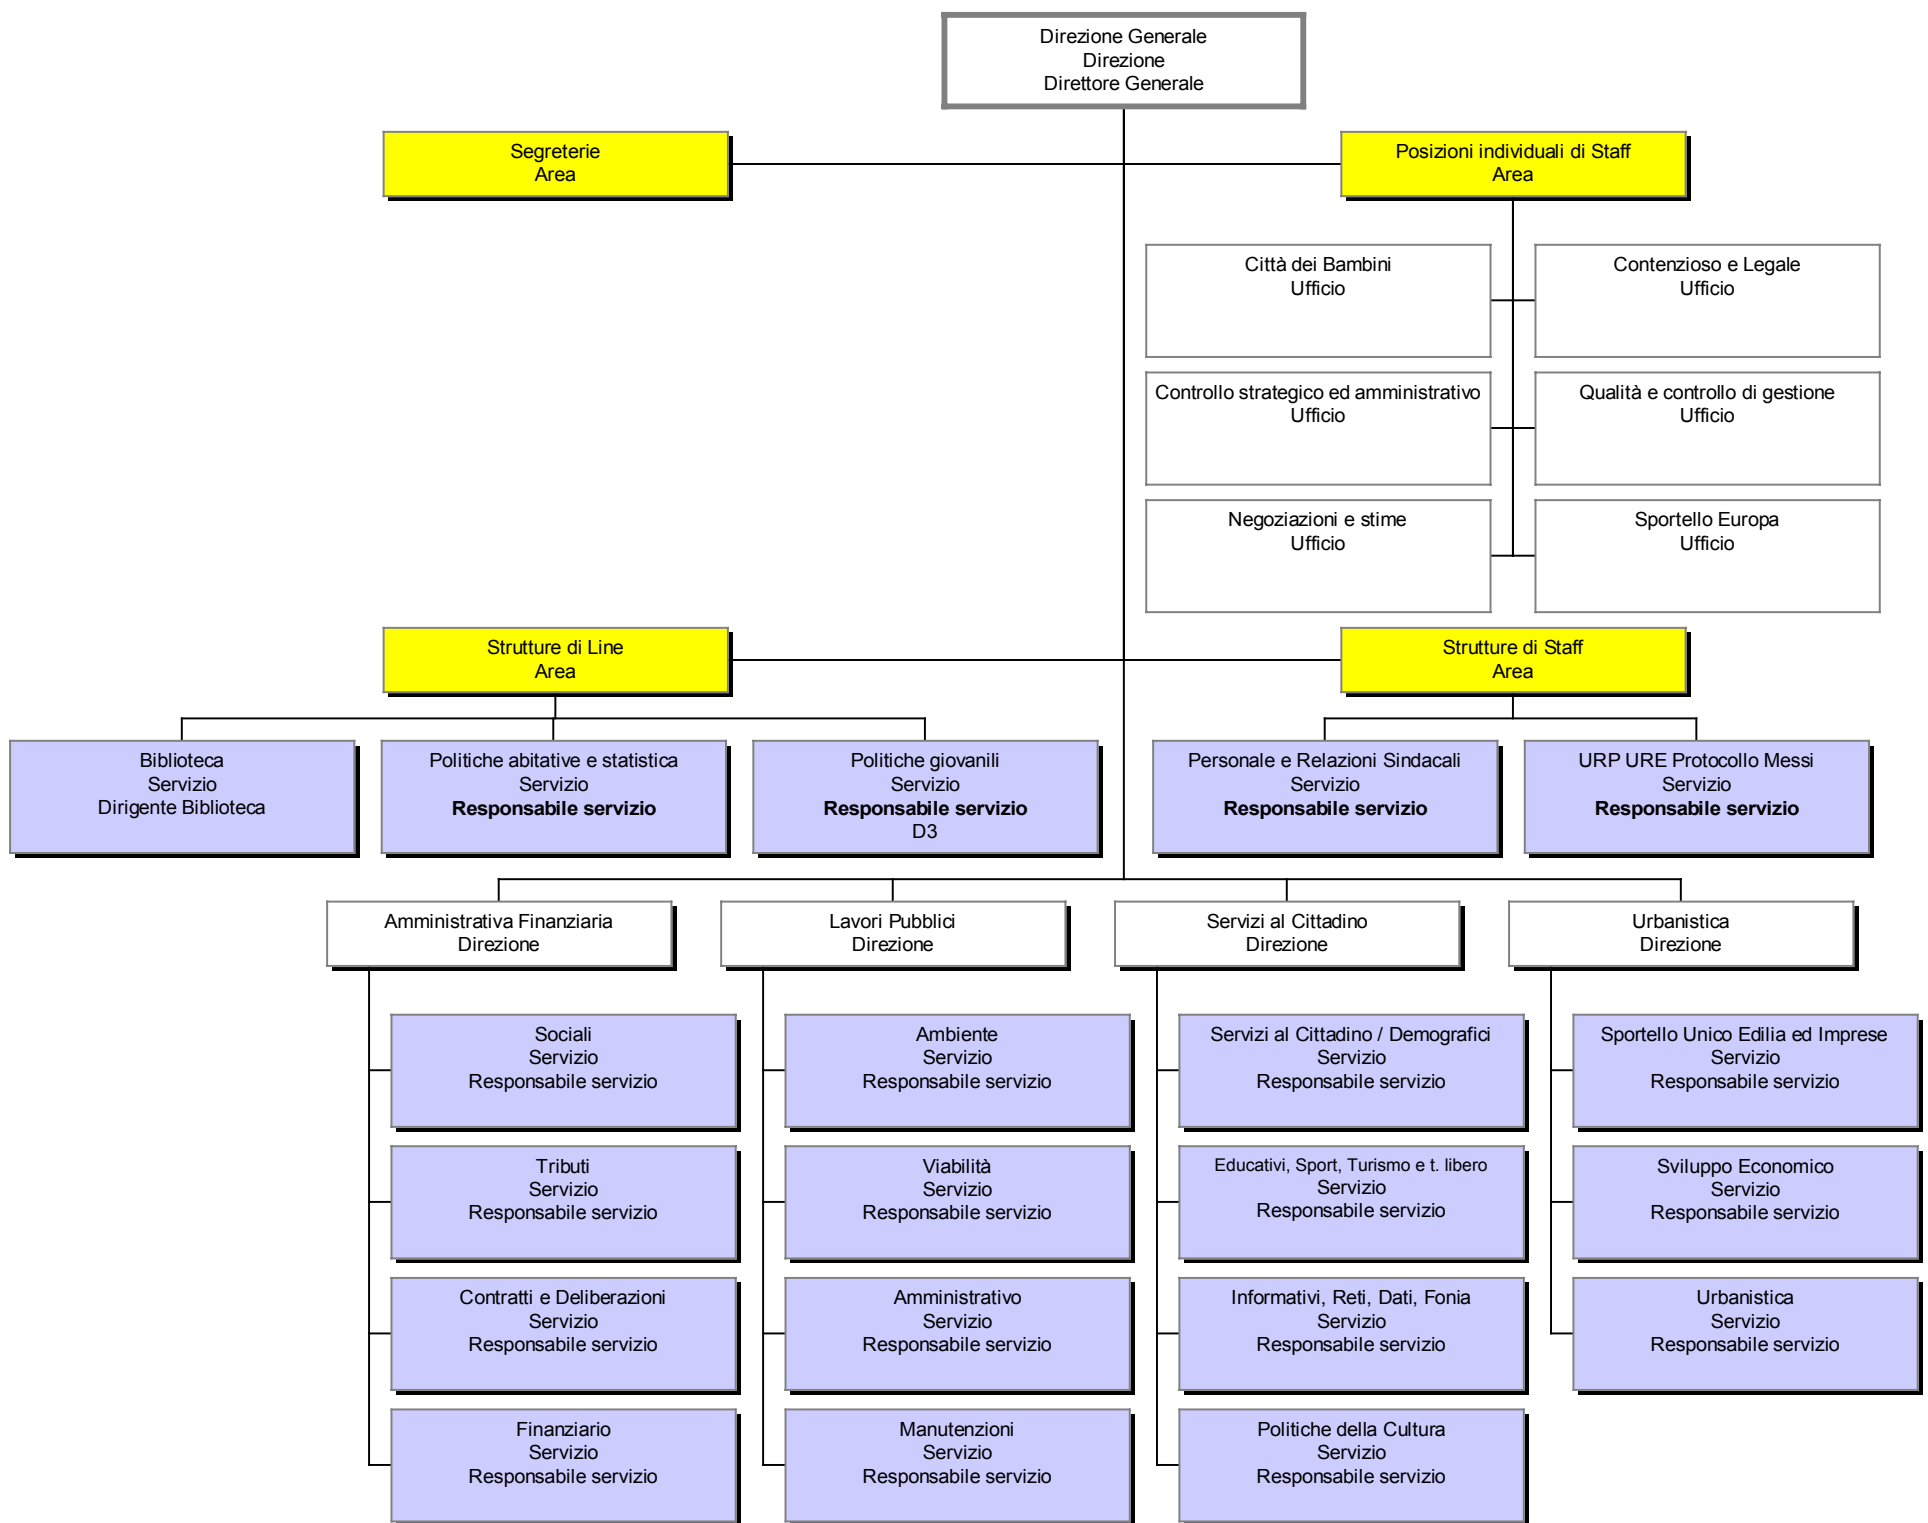 Direzione Generale
Direzione
Direttore Generale
Segreterie
Area
Posizioni individuali di Staff
Area
Città dei Bambini
Ufficio
Contenzioso e Legale
Ufficio
Controllo strategico ed amministrativo
Ufficio
Qualità e controllo di gestione
Ufficio
Negoziazioni e stime
Ufficio
Sportello Europa
Ufficio
Strutture di Line
Area
Strutture di Staff
Area
Biblioteca
Servizio
Dirigente Biblioteca
Politiche abitative e statistica
Servizio
Responsabile servizio
Politiche giovanili
Servizio
Responsabile servizio
D3
Personale e Relazioni Sindacali
Servizio
Responsabile servizio
URP URE Protocollo Messi
Servizio
Responsabile servizio
Amministrativa Finanziaria
Direzione
Lavori Pubblici
Direzione
Servizi al Cittadino
Direzione
Urbanistica
Direzione
Sociali
Servizio
Responsabile servizio
Ambiente
Servizio
Responsabile servizio
Servizi al Cittadino / Demografici
Servizio
Responsabile servizio
Sportello Unico Edilia ed Imprese
Servizio
Responsabile servizio
Tributi
Servizio
Responsabile servizio
Viabilità
Servizio
Responsabile servizio
Educativi, Sport, Turismo e t. libero
Servizio
Responsabile servizio
Sviluppo Economico
Servizio
Responsabile servizio
Contratti e Deliberazioni
Servizio
Responsabile servizio
Amministrativo
Servizio
Responsabile servizio
Informativi, Reti, Dati, Fonia
Servizio
Responsabile servizio
Urbanistica
Servizio
Responsabile servizio
Finanziario
Servizio
Responsabile servizio
Manutenzioni
Servizio
Responsabile servizio
Politiche della Cultura
Servizio
Responsabile servizio